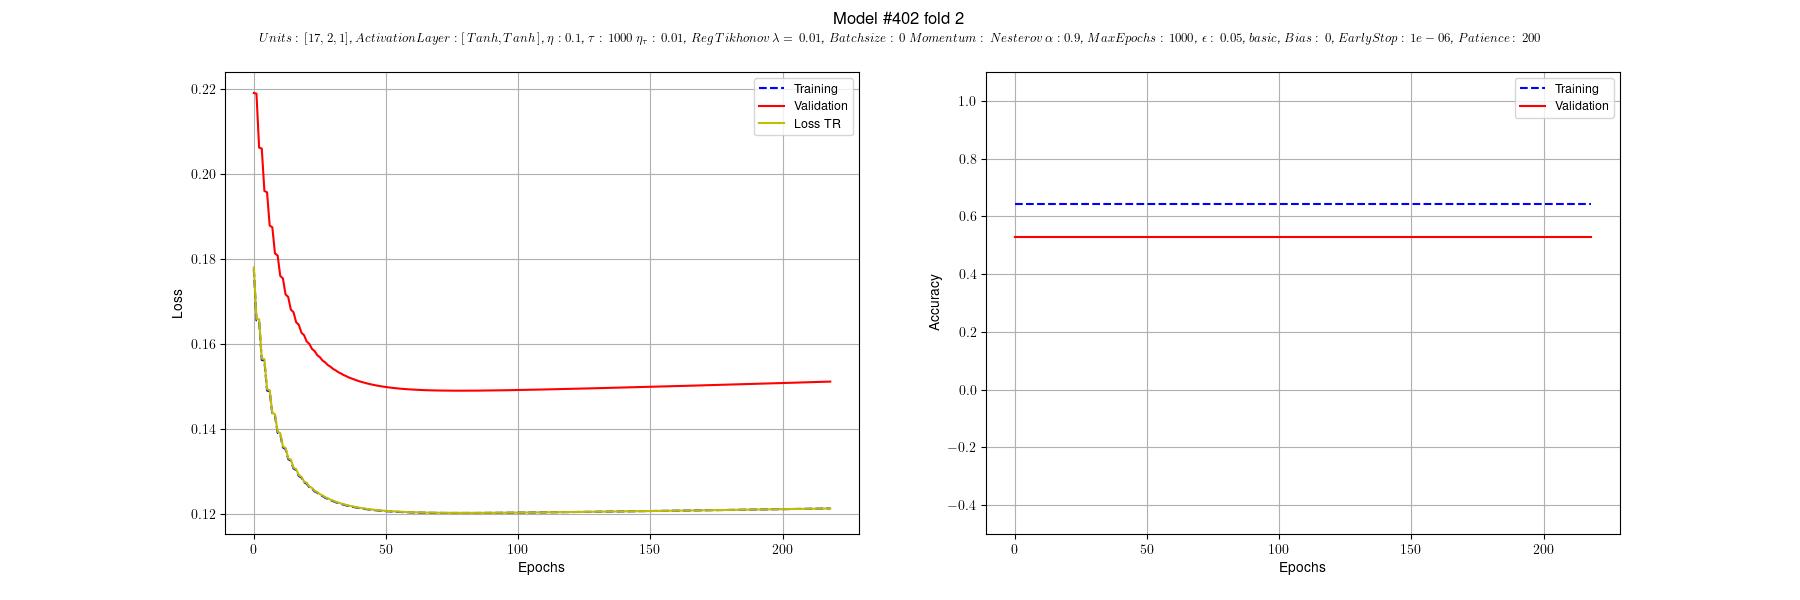 Model #402 fold 2
Units : [17, 2, 1], ActivationLayer : [Tanh, Tanh], η : 0.1, τ : 1000 ητ : 0.01, RegTikhonov λ = 0.01, Batchsize : 0 Momentum : Nesterov α : 0.9, MaxEpochs : 1000, ϵ : 0.05, basic, Bias : 0, EarlyStop : 1e − 06, Patience : 200
Loss
0.22
0.20
0.18
0.16
0.14
0.12
0 50 100 150 200
Epochs
Training
Validation
Loss TR
Accuracy
1.0
0.8
0.6
0.4
0.2
0.0
−0.2
−0.4
0 50 100 150 200
Epochs
Training
Validation